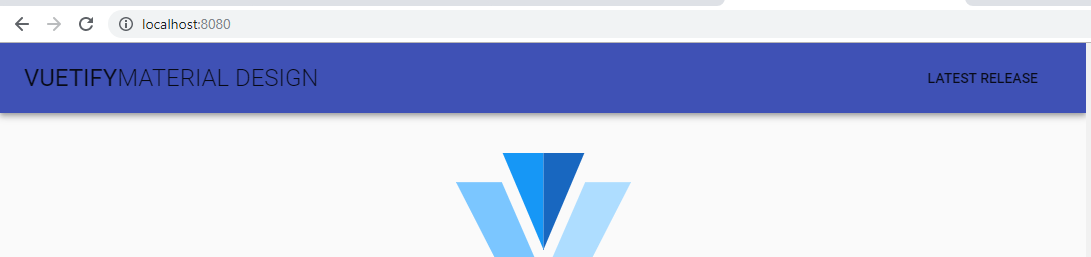 localhost:8080
VUETIFYMATERIAL DESIGN
LATEST RELEASE